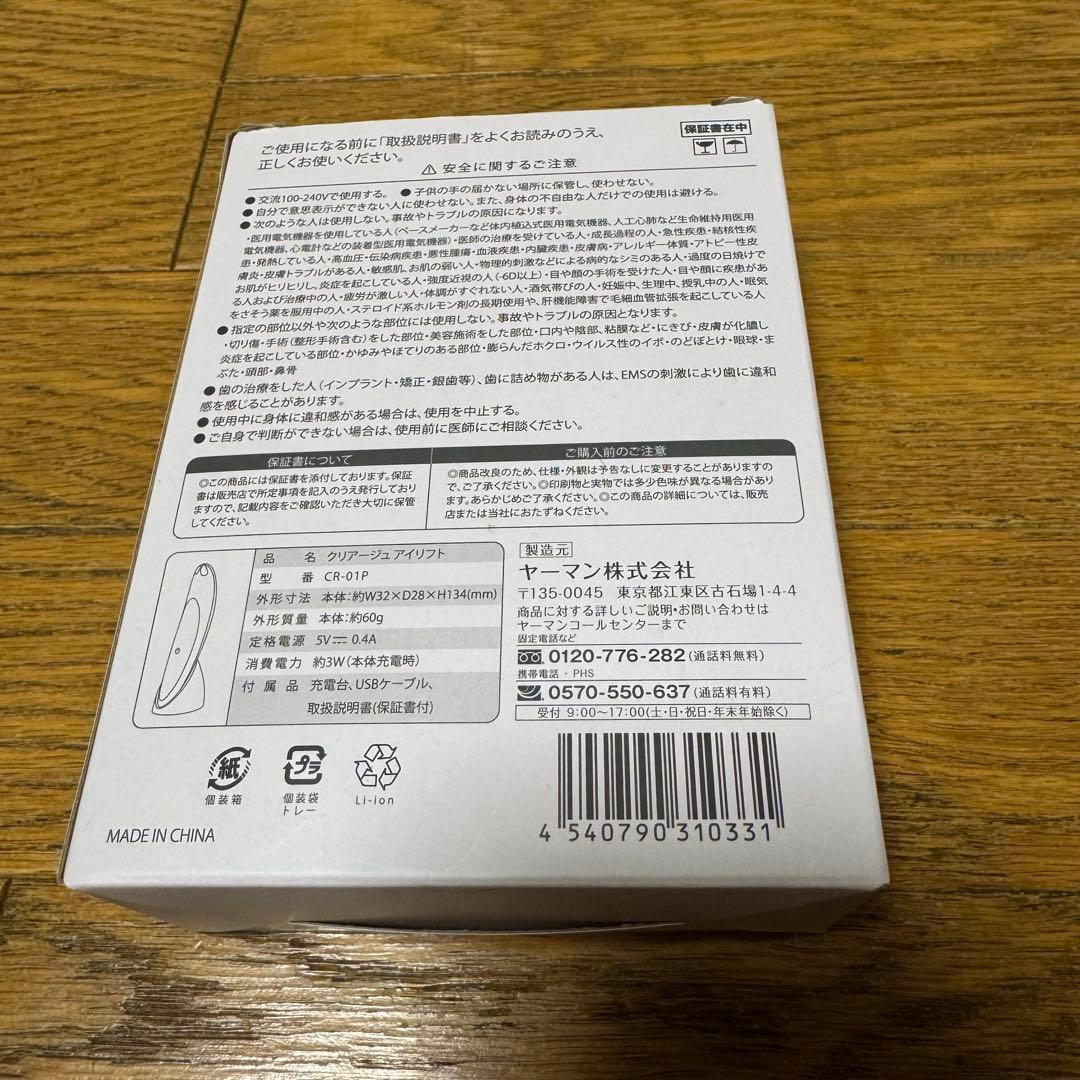 ご使用になる前に「取扱説明書」をよくお読みのうえ、
正しくお使いください。
保証書在中
⚠ 安全に関するご注意
●交流100-240Vで使用する。 ●子供の手の届かない場所に保管し、使わせない。
●自分で意思表示ができない人に使わせない。また、身体の不自由な人だけでの使用は避ける。
●次のような人は使用しない。事故やトラブルの原因になります。
・医用電気機器を使用している人(ペースメーカーなど体内植込式医用電気機器、人工心肺など生命維持用医用
電気機器、心電計などの装着型医用電気機器)・医師の治療を受けている人・成長過程の人・急性疾患・結核性疾
患・発熱している人・高血圧・伝染病疾患・悪性腫瘍・血液疾患・内臓疾患・皮膚病・アレルギー体質・アトピー性皮
膚炎・皮膚トラブルがある人・敏感肌、お肌の弱い人・物理的刺激などによる病的なシミのある人・過度の日焼けで
お肌がヒリヒリし、炎症を起こしている人・強度近視の人(-6D以上)・目や顔の手術を受けた人・目や顔に疾患があ
る人および治療中の人・疲労が激しい人・体調がすぐれない人・酒気帯びの人・妊娠中、生理中、授乳中の人・眠気
をさそう薬を服用中の人・ステロイド系ホルモン剤の長期使用や、肝機能障害で毛細血管拡張を起こしている人
●指定の部位以外や次のような部位には使用しない。事故やトラブルの原因となります。
・切り傷・手術(整形手術含む)をした部位・美容施術をした部位・口内や陰部、粘膜など・にきび・皮膚が化膿し
炎症を起こしている部位・かゆみやほてりのある部位・膨らんだホクロ・ウイルス性のイボ・のどぼとけ・眼球・ま
ぶた・頭部・鼻骨
●歯の治療をした人(インプラント・矯正・銀歯等)、歯に詰め物がある人は、EMSの刺激により歯に違和
感を感じることがあります。
●使用中に身体に違和感がある場合は、使用を中止する。
●ご自身で判断ができない場合は、使用前に医師にご相談ください。
保証書について
◎この商品には保証書を添付しております。保証
書は販売店で所定事項を記入のうえ発行しており
ますので、記載内容をご確認いただき大切に保管
してください。
ご購入前のご注意
◎商品改良のため、仕様・外観は予告なしに変更することがありますの
で、ご了承ください。◎印刷物と実物では多少色味が異なる場合があり
ます。あらかじめご了承ください。◎この商品の詳細については、販売
店または当社におたずねください。
品名 クリアージュ アイリフト
型番 CR-01P
外形寸法 本体:約W32×D28×H134(mm)
外形質量 本体:約60g
定格電源 5V⎓ 0.4A
消費電力 約3W(本体充電時)
付属品 充電台、USBケーブル、
取扱説明書(保証書付)
製造元
ヤーマン株式会社
〒135-0045 東京都江東区古石場1-4-4
商品に対する詳しいご説明・お問い合わせは
ヤーマンコールセンターまで
固定電話など
0120-776-282(通話料無料)
携帯電話・PHS
0570-550-637(通話料有料)
受付 9:00〜17:00(土・日・祝日・年末年始除く)
紙
個装箱
プラ
個装袋
トレー
Li-ion
MADE IN CHINA
4 540790 310331